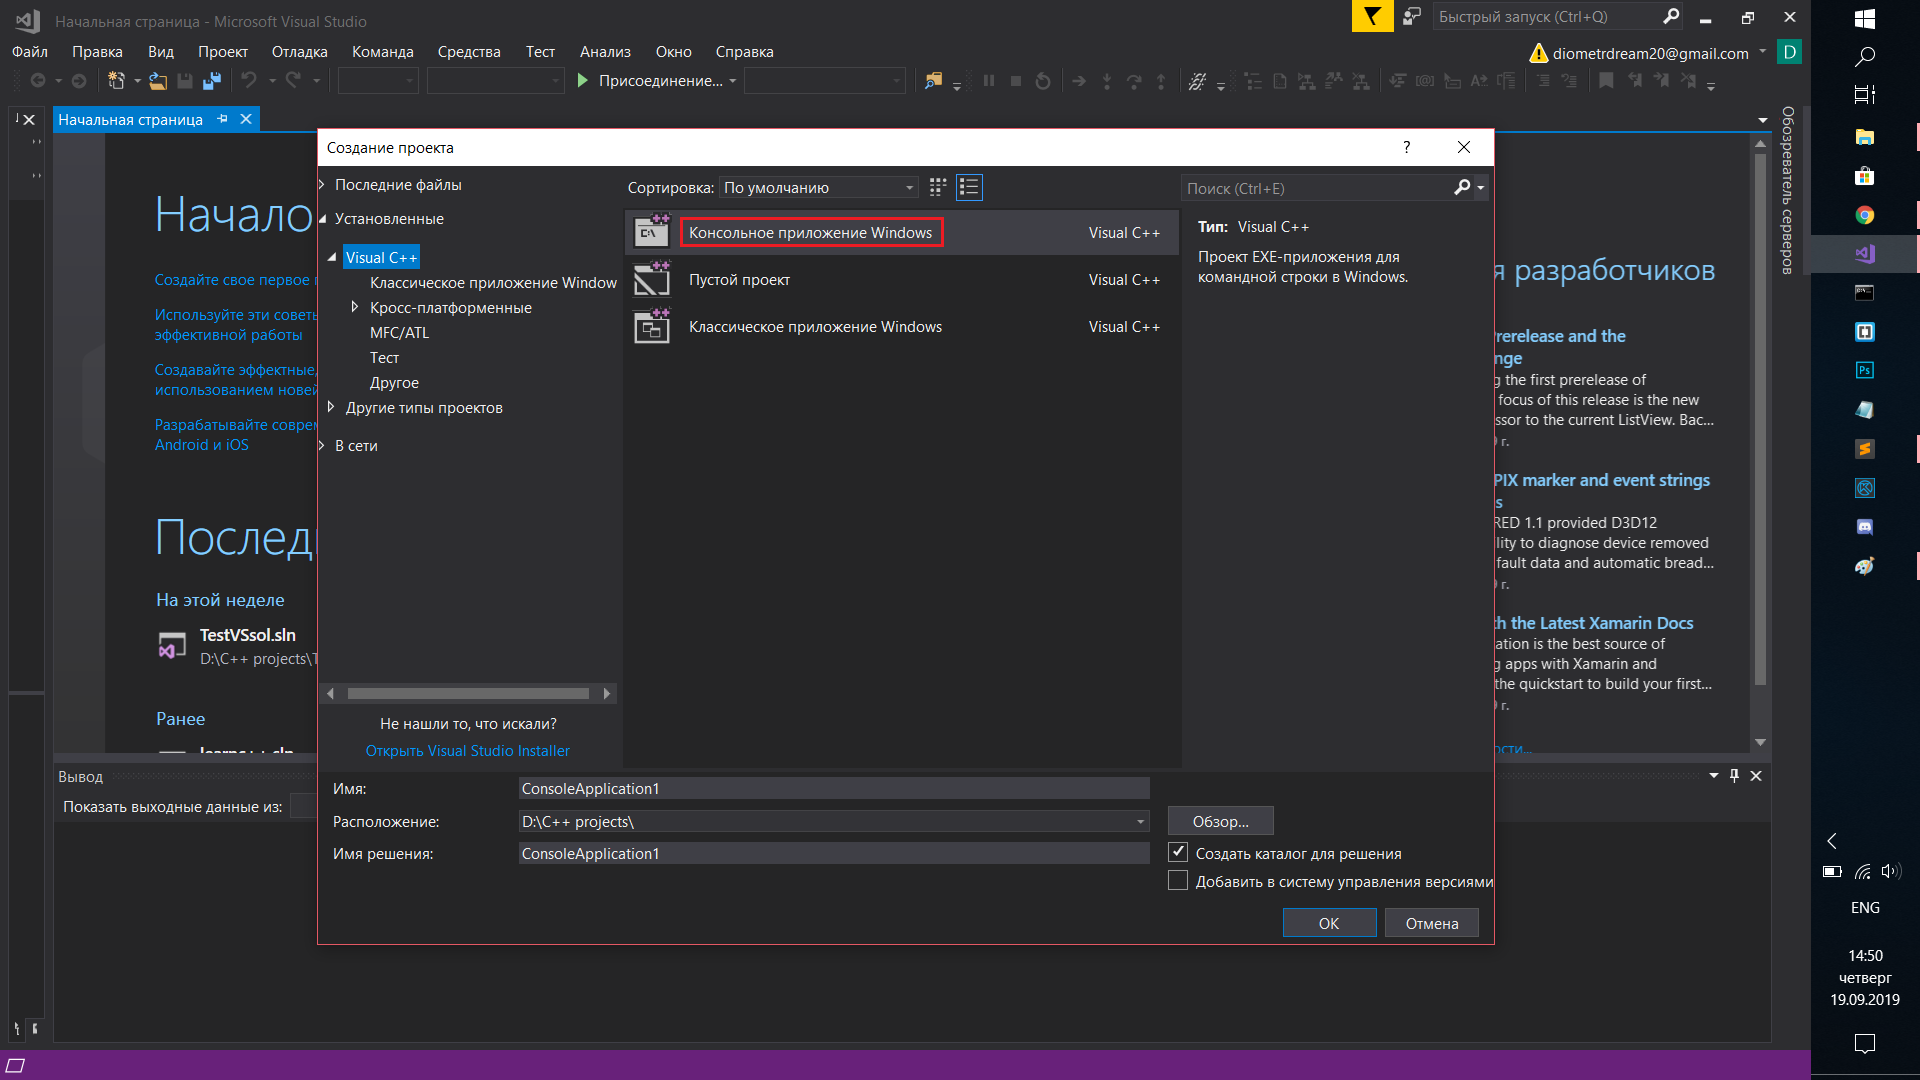 Начальная страница - Microsoft Visual Studio
Быстрый запуск (Ctrl+Q)
Файл Правка Вид Проект Отладка Команда Средства Тест Анализ Окно Справка
diometrdream20@gmail.com D
Присоединение...
Начальная страница
Обозреватель серверов
Начало
Создайте свое первое
Используйте эти советы
эффективной работы
Создавайте эффективные,
использованием новей
Разрабатывайте соврем
Android и iOS
Послед
На этой неделе
TestVSsol.sln
D:\C++ projects\T
Ранее
learnc++.sln
Создание проекта
?
Последние файлы
Установленные
Visual C++
Классическое приложение Window
Кросс-платформенные
MFC/ATL
Тест
Другое
Другие типы проектов
В сети
Не нашли то, что искали?
Открыть Visual Studio Installer
Сортировка: По умолчанию
Консольное приложение Windows Visual C++
Пустой проект Visual C++
Классическое приложение Windows Visual C++
Поиск (Ctrl+E)
Тип: Visual C++
Проект EXE-приложения для
командной строки в Windows.
Имя: ConsoleApplication1
Расположение: D:\C++ projects\
Обзор...
Имя решения: ConsoleApplication1
Создать каталог для решения
Добавить в систему управления версиями
OK Отмена
я разработчиков
Prerelease and the
nge
g the first prerelease of
focus of this release is the new
ssor to the current ListView. Bac...
г.
PIX marker and event strings
s
RED 1.1 provided D3D12
lity to diagnose device removed
fault data and automatic bread...
г.
th the Latest Xamarin Docs
ation is the best source of
g apps with Xamarin and
the quickstart to build your first...
г.
ости...
Вывод
Показать выходные данные из:
Ps
ENG
14:50
четверг
19.09.2019